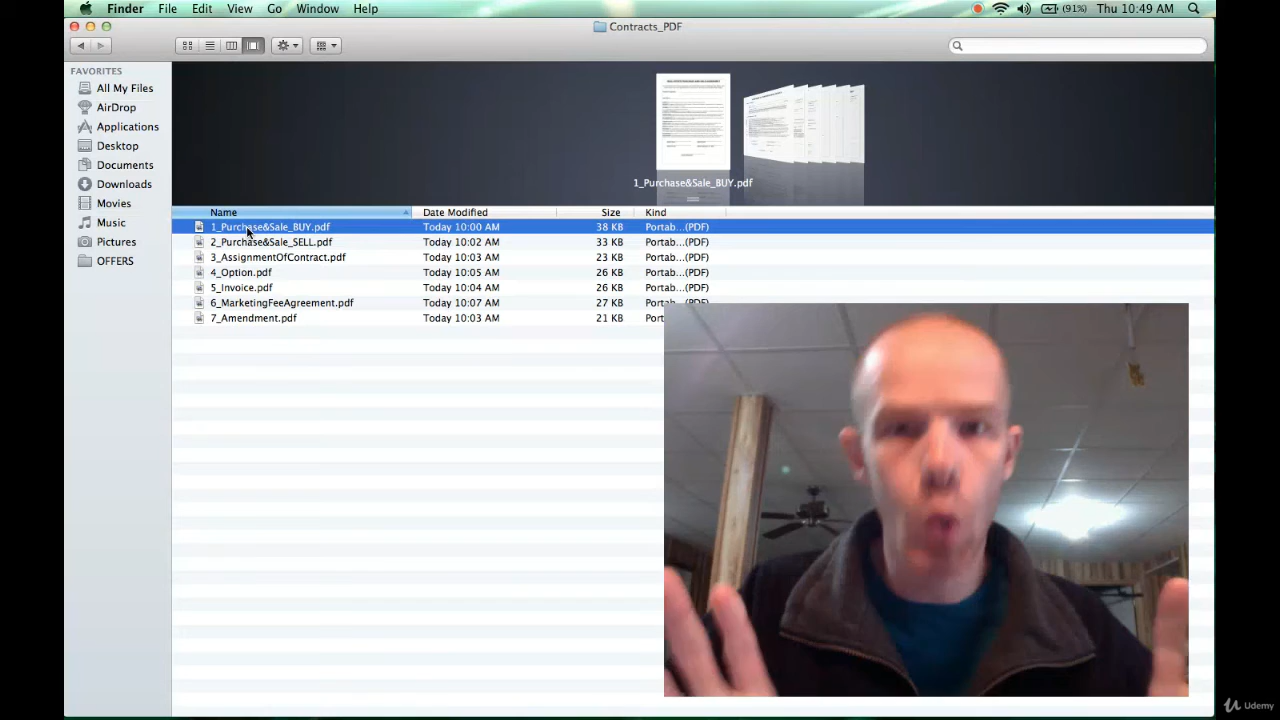 Finder File Edit View Go Window Help (91%) Thu 10:49 AM
Contracts_PDF
FAVORITES
All My Files
AirDrop
Applications
Desktop
Documents
Downloads
Movies
Music
Pictures
OFFERS
1_Purchase&Sale_BUY.pdf
Name Date Modified Size Kind
1_Purchase&Sale_BUY.pdf Today 10:00 AM 38 KB Portab...(PDF)
2_Purchase&Sale_SELL.pdf Today 10:02 AM 33 KB Portab...(PDF)
3_AssignmentOfContract.pdf Today 10:03 AM 23 KB Portab...(PDF)
4_Option.pdf Today 10:05 AM 26 KB Portab...(PDF)
5_Invoice.pdf Today 10:04 AM 26 KB Portab...(PDF)
6_MarketingFeeAgreement.pdf Today 10:07 AM 27 KB Portab...(PDF)
7_Amendment.pdf Today 10:03 AM 21 KB Port
Udemy